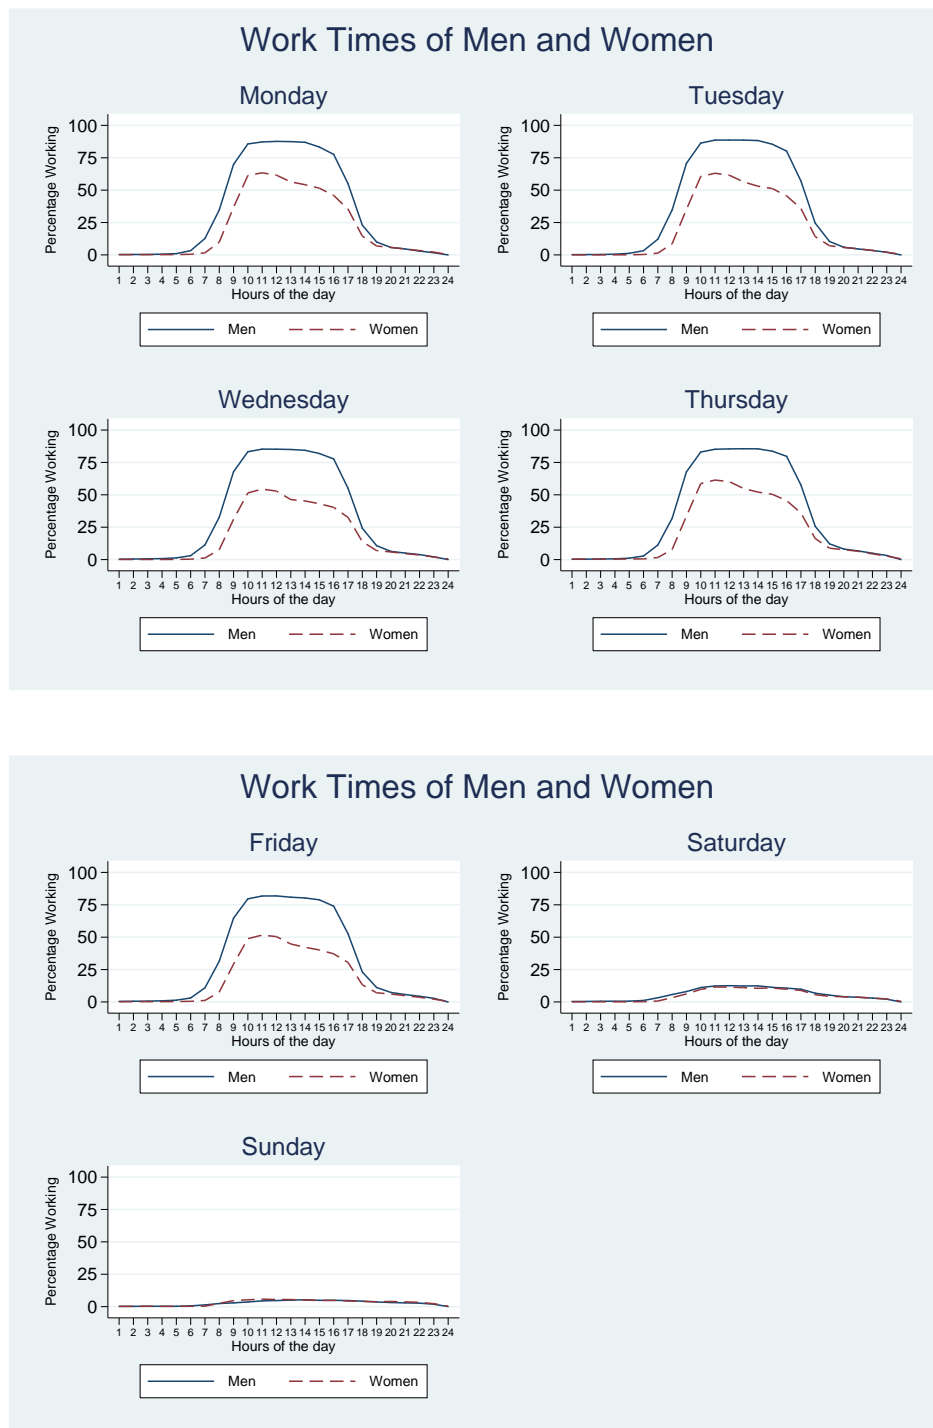 Work Times of Men and Women
Monday
Percentage Working
100
75
50
25
0
1 2 3 4 5 6 7 8 9 10 11 12 13 14 15 16 17 18 19 20 21 22 23 24
Hours of the day
Men Women
Tuesday
Percentage Working
100
75
50
25
0
1 2 3 4 5 6 7 8 9 10 11 12 13 14 15 16 17 18 19 20 21 22 23 24
Hours of the day
Men Women
Wednesday
Percentage Working
100
75
50
25
0
1 2 3 4 5 6 7 8 9 10 11 12 13 14 15 16 17 18 19 20 21 22 23 24
Hours of the day
Men Women
Thursday
Percentage Working
100
75
50
25
0
1 2 3 4 5 6 7 8 9 10 11 12 13 14 15 16 17 18 19 20 21 22 23 24
Hours of the day
Men Women
Work Times of Men and Women
Friday
Percentage Working
100
75
50
25
0
1 2 3 4 5 6 7 8 9 10 11 12 13 14 15 16 17 18 19 20 21 22 23 24
Hours of the day
Men Women
Saturday
Percentage Working
100
75
50
25
0
1 2 3 4 5 6 7 8 9 10 11 12 13 14 15 16 17 18 19 20 21 22 23 24
Hours of the day
Men Women
Sunday
Percentage Working
100
75
50
25
0
1 2 3 4 5 6 7 8 9 10 11 12 13 14 15 16 17 18 19 20 21 22 23 24
Hours of the day
Men Women